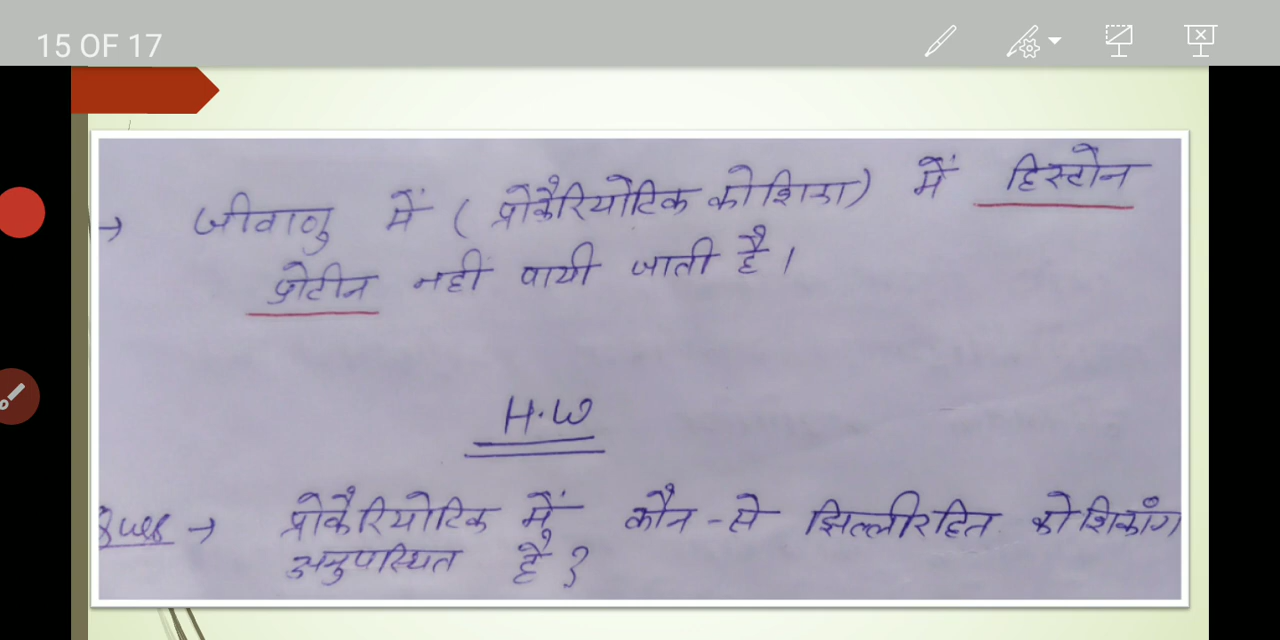 15 OF 17
→ जीवाणु में ( प्रोकैरियोटिक कोशिका) में हिस्टोन
प्रोटीन नहीं पायी जाती है।
H.W
Ques → प्रोकैरियोटिक में कौन-से झिल्लीरहित कोशिकांग
अनुपस्थित है?